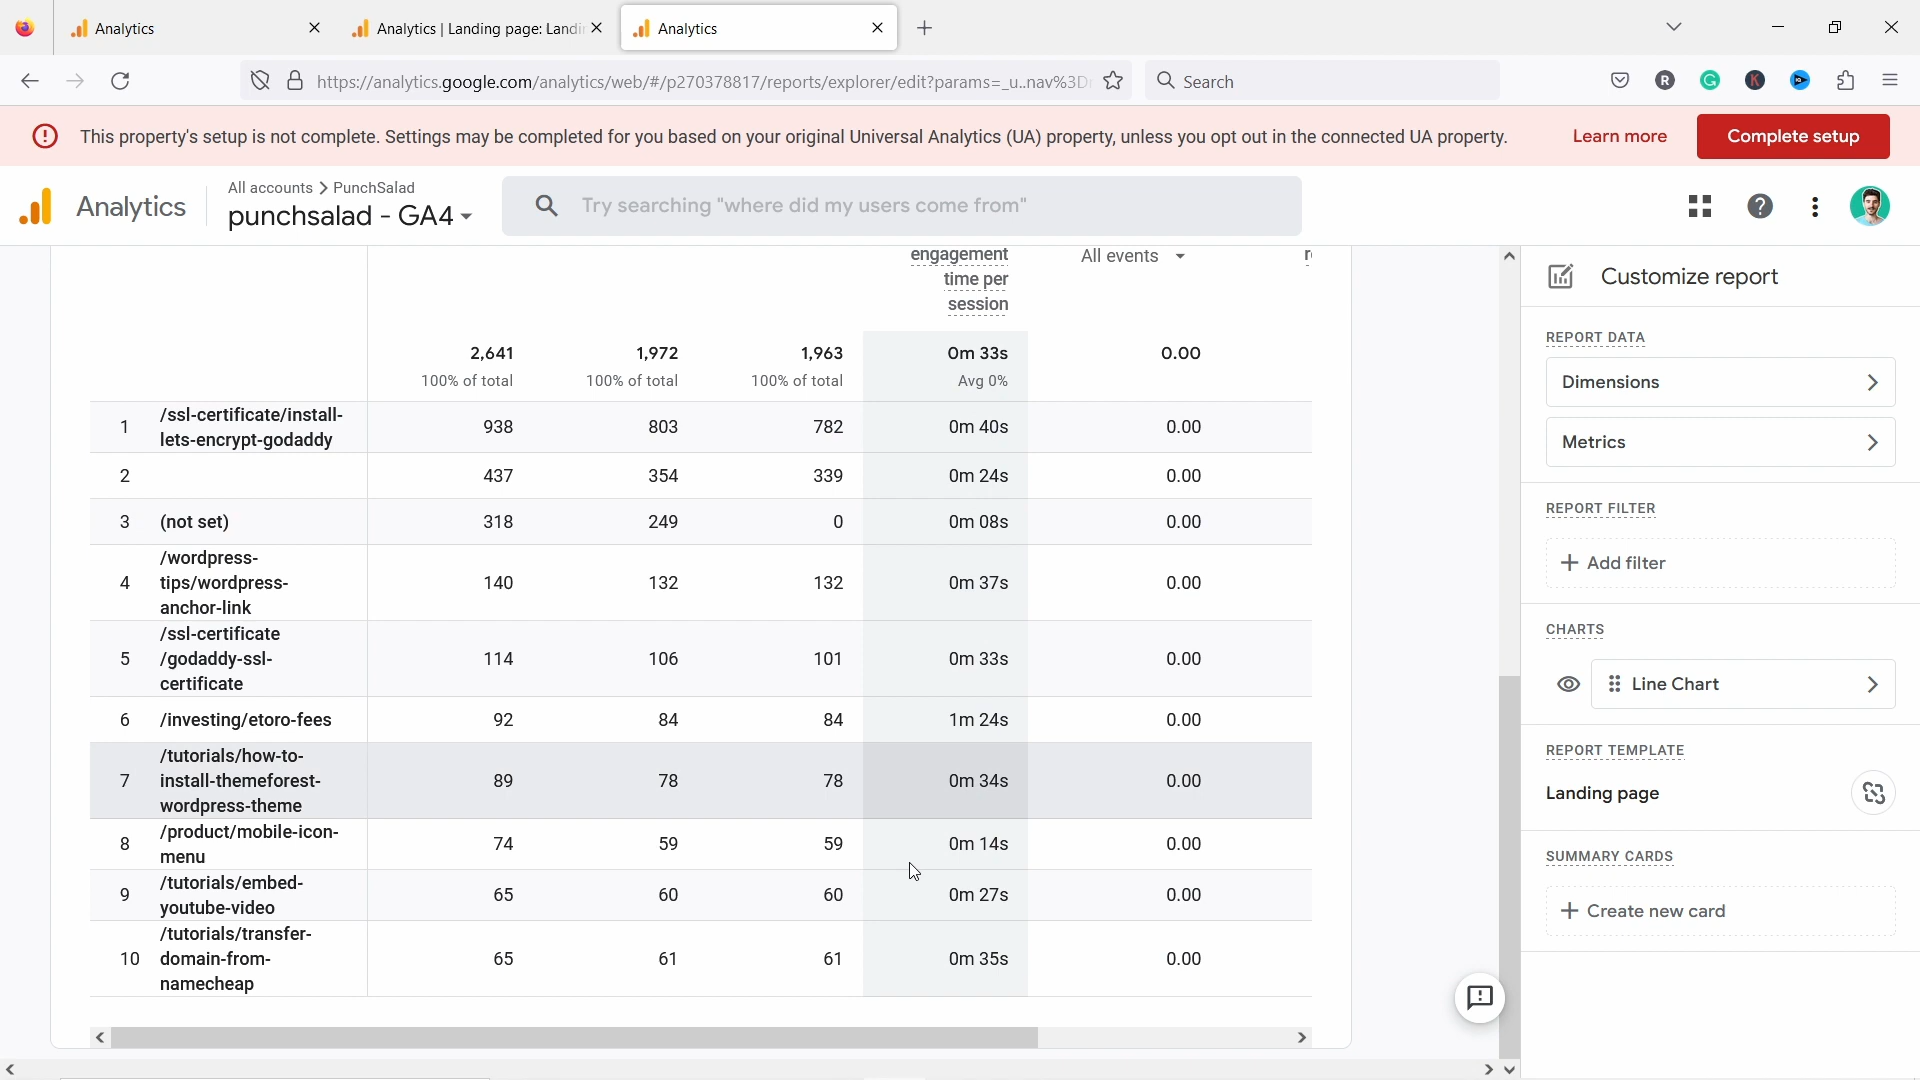 Analytics
Analytics | Landing page: Landi
Analytics
https://analytics.google.com/analytics/web/#/p270378817/reports/explorer/edit?params=_u..nav%3D
Search
This property's setup is not complete. Settings may be completed for you based on your original Universal Analytics (UA) property, unless you opt out in the connected UA property.
Learn more
Complete setup
Analytics
All accounts > PunchSalad
punchsalad - GA4
Try searching "where did my users come from"
engagement
time per
session
All events
2,641 1,972 1,963 0m 33s 0.00
100% of total 100% of total 100% of total Avg 0%
1 /ssl-certificate/install-
lets-encrypt-godaddy
938 803 782 0m 40s 0.00
2 437 354 339 0m 24s 0.00
3 (not set) 318 249 0 0m 08s 0.00
4 /wordpress-
tips/wordpress-
anchor-link
140 132 132 0m 37s 0.00
5 /ssl-certificate
/godaddy-ssl-
certificate
114 106 101 0m 33s 0.00
6 /investing/etoro-fees 92 84 84 1m 24s 0.00
7 /tutorials/how-to-
install-themeforest-
wordpress-theme
89 78 78 0m 34s 0.00
8 /product/mobile-icon-
menu
74 59 59 0m 14s 0.00
9 /tutorials/embed-
youtube-video
65 60 60 0m 27s 0.00
10 /tutorials/transfer-
domain-from-
namecheap
65 61 61 0m 35s 0.00
Customize report
REPORT DATA
Dimensions
Metrics
REPORT FILTER
+ Add filter
CHARTS
Line Chart
REPORT TEMPLATE
Landing page
SUMMARY CARDS
+ Create new card